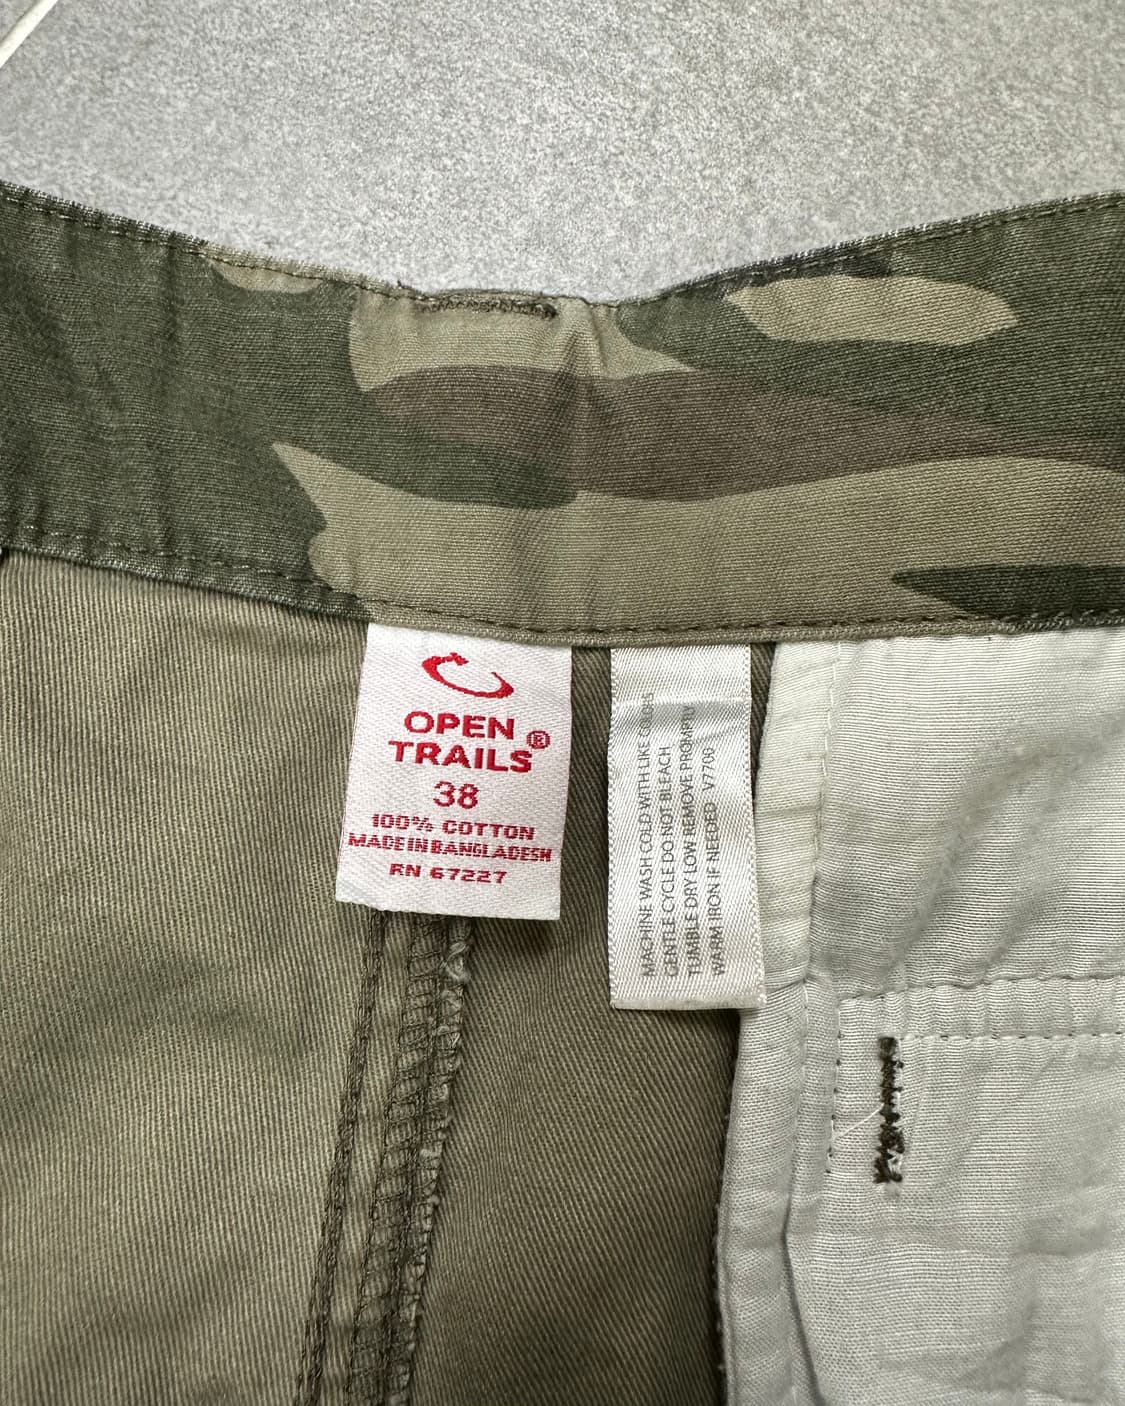 OPEN
TRAILS®
38
100% COTTON
MADE IN BANGLADESH
RN 67227
MACHINE WASH COLD WITH LIKE COLORS
GENTLE CYCLE DO NOT BLEACH
TUMBLE DRY LOW REMOVE PROMPTLY
WARM IRON IF NEEDED V7700